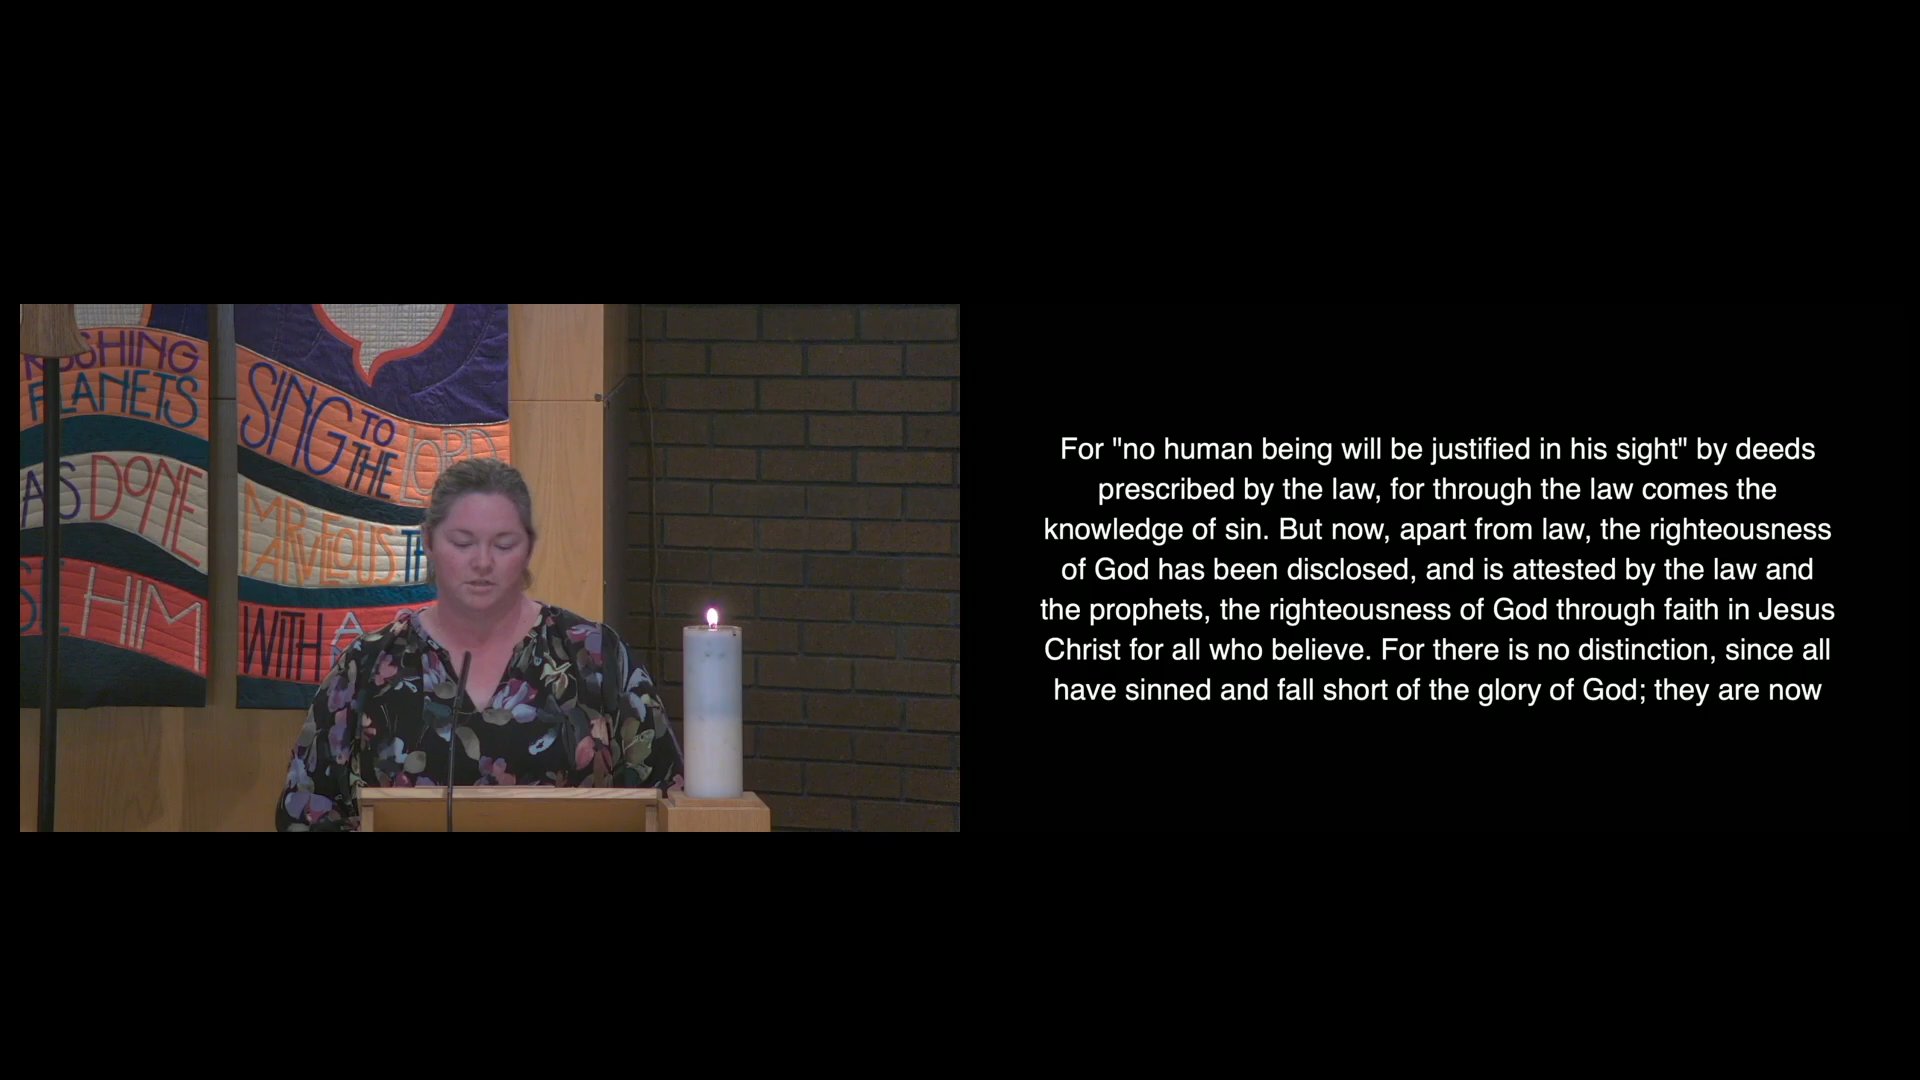 RUSHING
PLANETS
AS DONE
HIM
SING TO
THE LORD
MARVELOUS
WITH A
For "no human being will be justified in his sight" by deeds
prescribed by the law, for through the law comes the
knowledge of sin. But now, apart from law, the righteousness
of God has been disclosed, and is attested by the law and
the prophets, the righteousness of God through faith in Jesus
Christ for all who believe. For there is no distinction, since all
have sinned and fall short of the glory of God; they are now